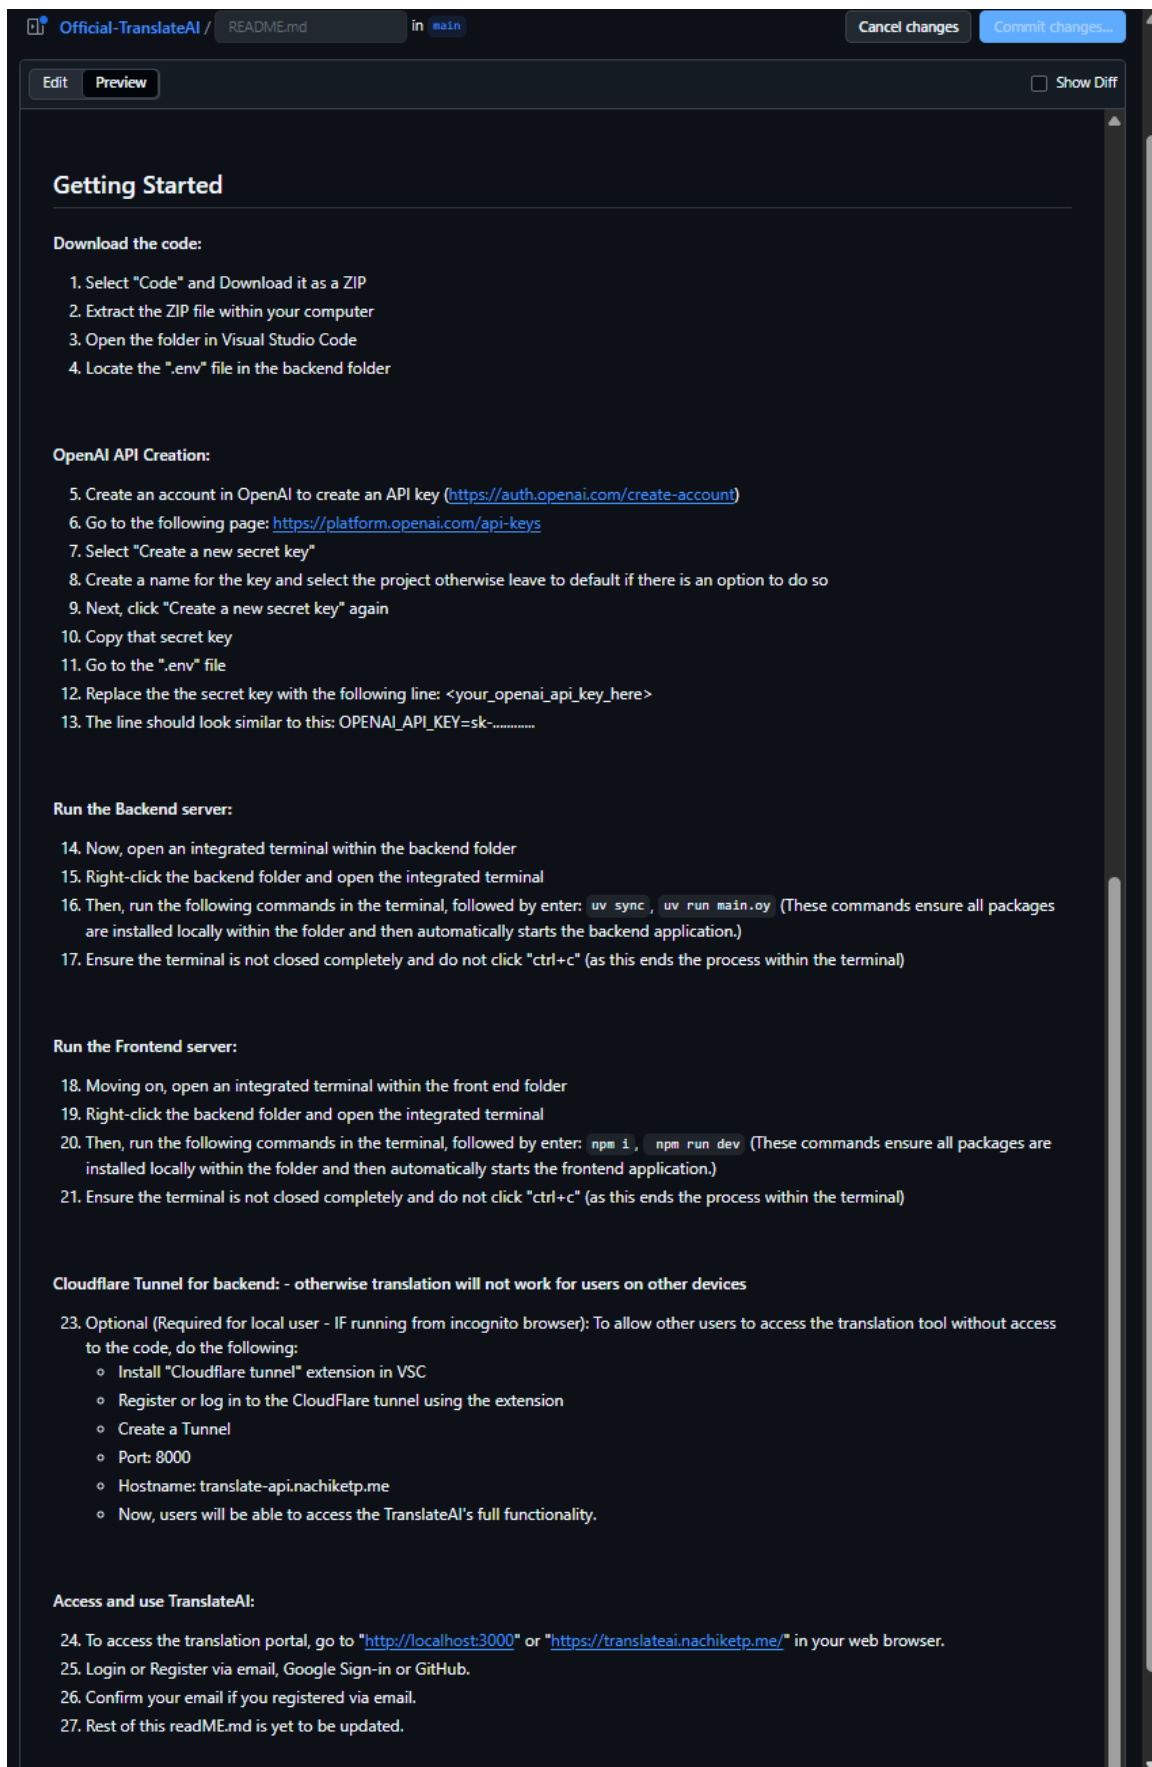 Official-TranslateAI / README.md in main Cancel changes Commit changes...
Edit Preview Show Diff
Getting Started
Download the code:
1. Select "Code" and Download it as a ZIP
2. Extract the ZIP file within your computer
3. Open the folder in Visual Studio Code
4. Locate the ".env" file in the backend folder
OpenAI API Creation:
5. Create an account in OpenAI to create an API key (https://auth.openai.com/create-account)
6. Go to the following page: https://platform.openai.com/api-keys
7. Select "Create a new secret key"
8. Create a name for the key and select the project otherwise leave to default if there is an option to do so
9. Next, click "Create a new secret key" again
10. Copy that secret key
11. Go to the ".env" file
12. Replace the the secret key with the following line: <your_openai_api_key_here>
13. The line should look similar to this: OPENAI_API_KEY=sk-............
Run the Backend server:
14. Now, open an integrated terminal within the backend folder
15. Right-click the backend folder and open the integrated terminal
16. Then, run the following commands in the terminal, followed by enter: uv sync, uv run main.oy (These commands ensure all packages
are installed locally within the folder and then automatically starts the backend application.)
17. Ensure the terminal is not closed completely and do not click "ctrl+c" (as this ends the process within the terminal)
Run the Frontend server:
18. Moving on, open an integrated terminal within the front end folder
19. Right-click the backend folder and open the integrated terminal
20. Then, run the following commands in the terminal, followed by enter: npm i, npm run dev (These commands ensure all packages are
installed locally within the folder and then automatically starts the frontend application.)
21. Ensure the terminal is not closed completely and do not click "ctrl+c" (as this ends the process within the terminal)
Cloudflare Tunnel for backend: - otherwise translation will not work for users on other devices
23. Optional (Required for local user - IF running from incognito browser): To allow other users to access the translation tool without access
to the code, do the following:
◦ Install "Cloudflare tunnel" extension in VSC
◦ Register or log in to the CloudFlare tunnel using the extension
◦ Create a Tunnel
◦ Port: 8000
◦ Hostname: translate-api.nachiketp.me
◦ Now, users will be able to access the TranslateAI's full functionality.
Access and use TranslateAI:
24. To access the translation portal, go to "http://localhost:3000" or "https://translateai.nachiketp.me/" in your web browser.
25. Login or Register via email, Google Sign-in or GitHub.
26. Confirm your email if you registered via email.
27. Rest of this readME.md is yet to be updated.